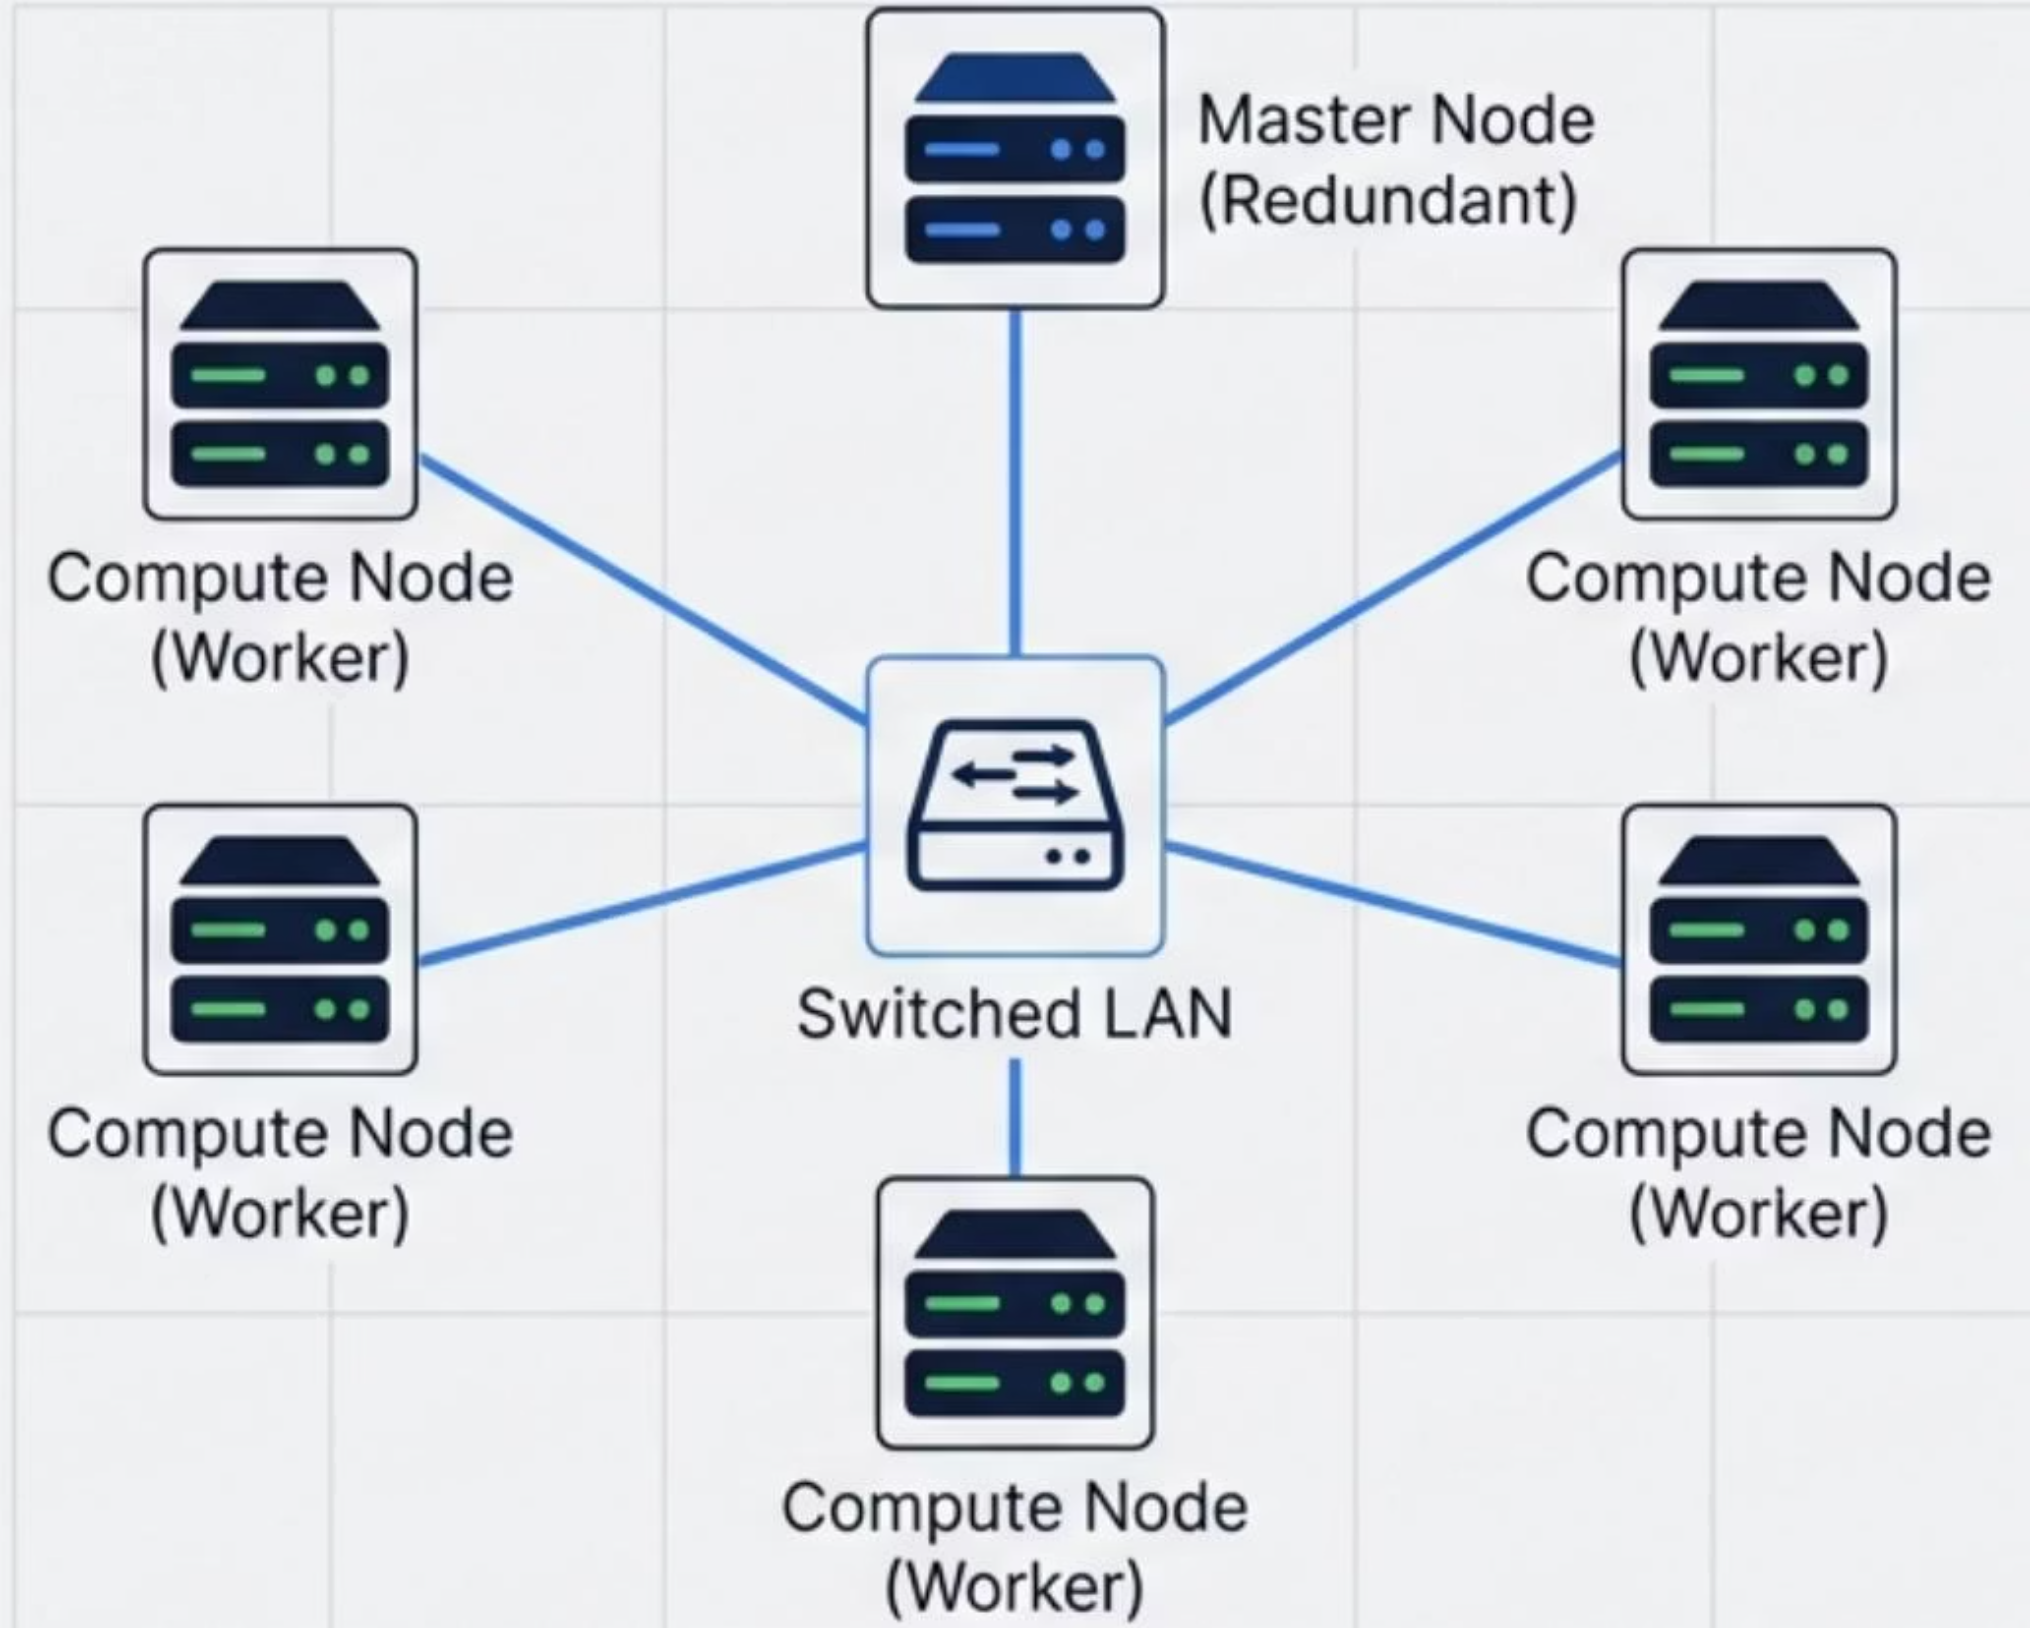 Master Node
(Redundant)
Compute Node
(Worker)
Compute Node
(Worker)
Switched LAN
Compute Node
(Worker)
Compute Node
(Worker)
Compute Node
(Worker)